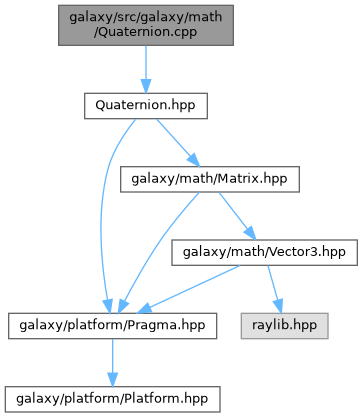 galaxy/src/galaxy/math
/Quaternion.cpp
Quaternion.hpp
galaxy/math/Matrix.hpp
galaxy/math/Vector3.hpp
galaxy/platform/Pragma.hpp
raylib.hpp
galaxy/platform/Platform.hpp